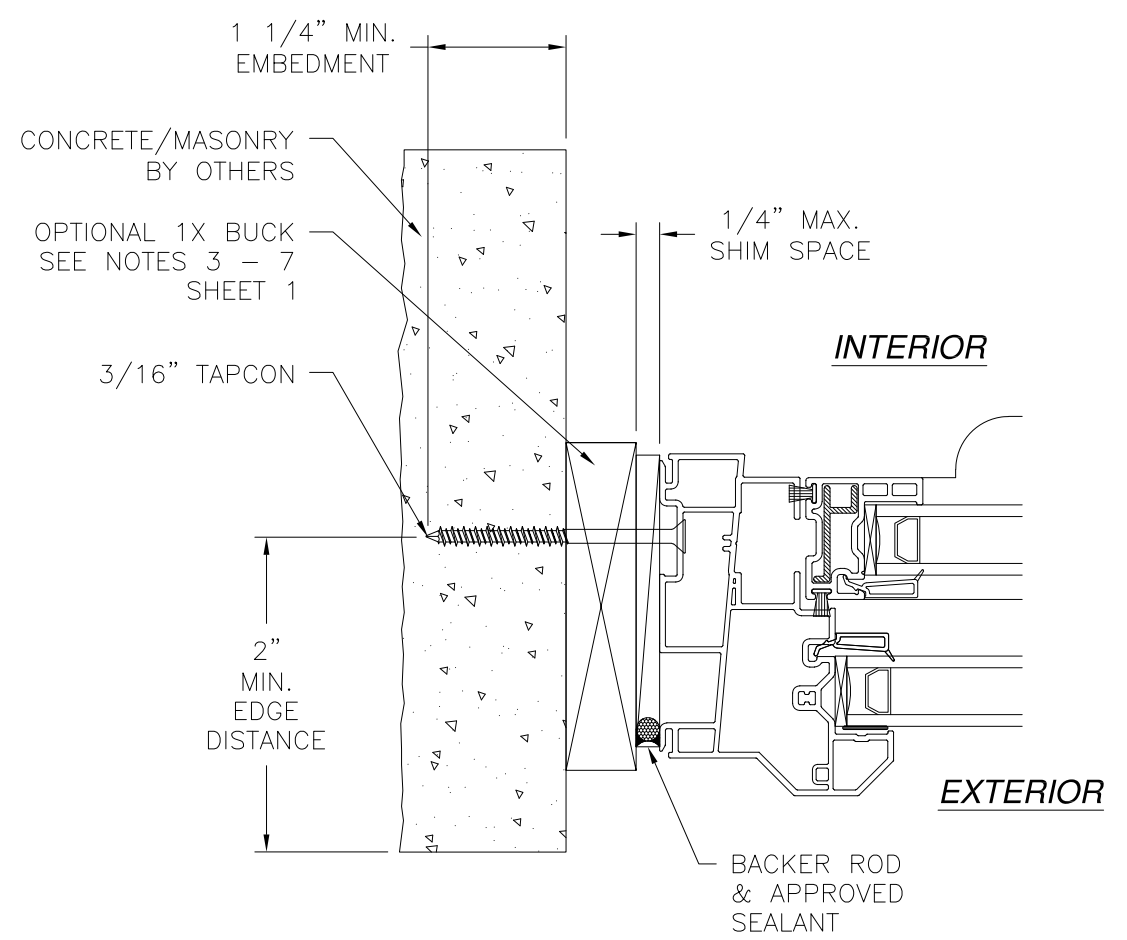 1 1/4" MIN.
EMBEDMENT
CONCRETE/MASONRY
BY OTHERS
OPTIONAL 1X BUCK
SEE NOTES 3 – 7
SHEET 1
1/4" MAX.
SHIM SPACE
INTERIOR
3/16" TAPCON
2"
MIN.
EDGE
DISTANCE
EXTERIOR
BACKER ROD
& APPROVED
SEALANT